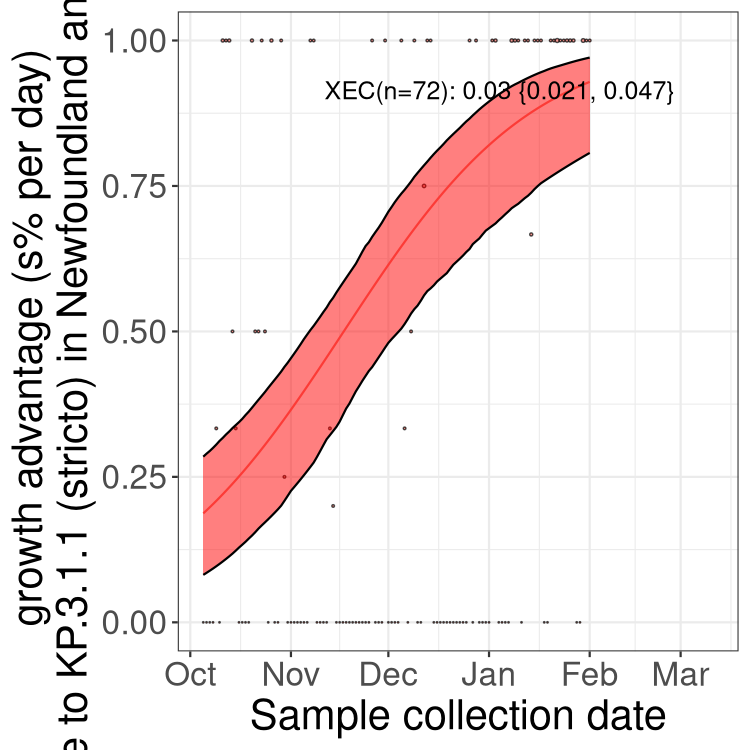 growth advantage (s% per day)
to KP.3.1.1 (stricto) in Newfoundland
1.00
XEC(n=72): 0.03 {0.021, 0.047}
0.75
0.50
0.25
0.00
Oct Nov Dec Jan Feb Mar
Sample collection date